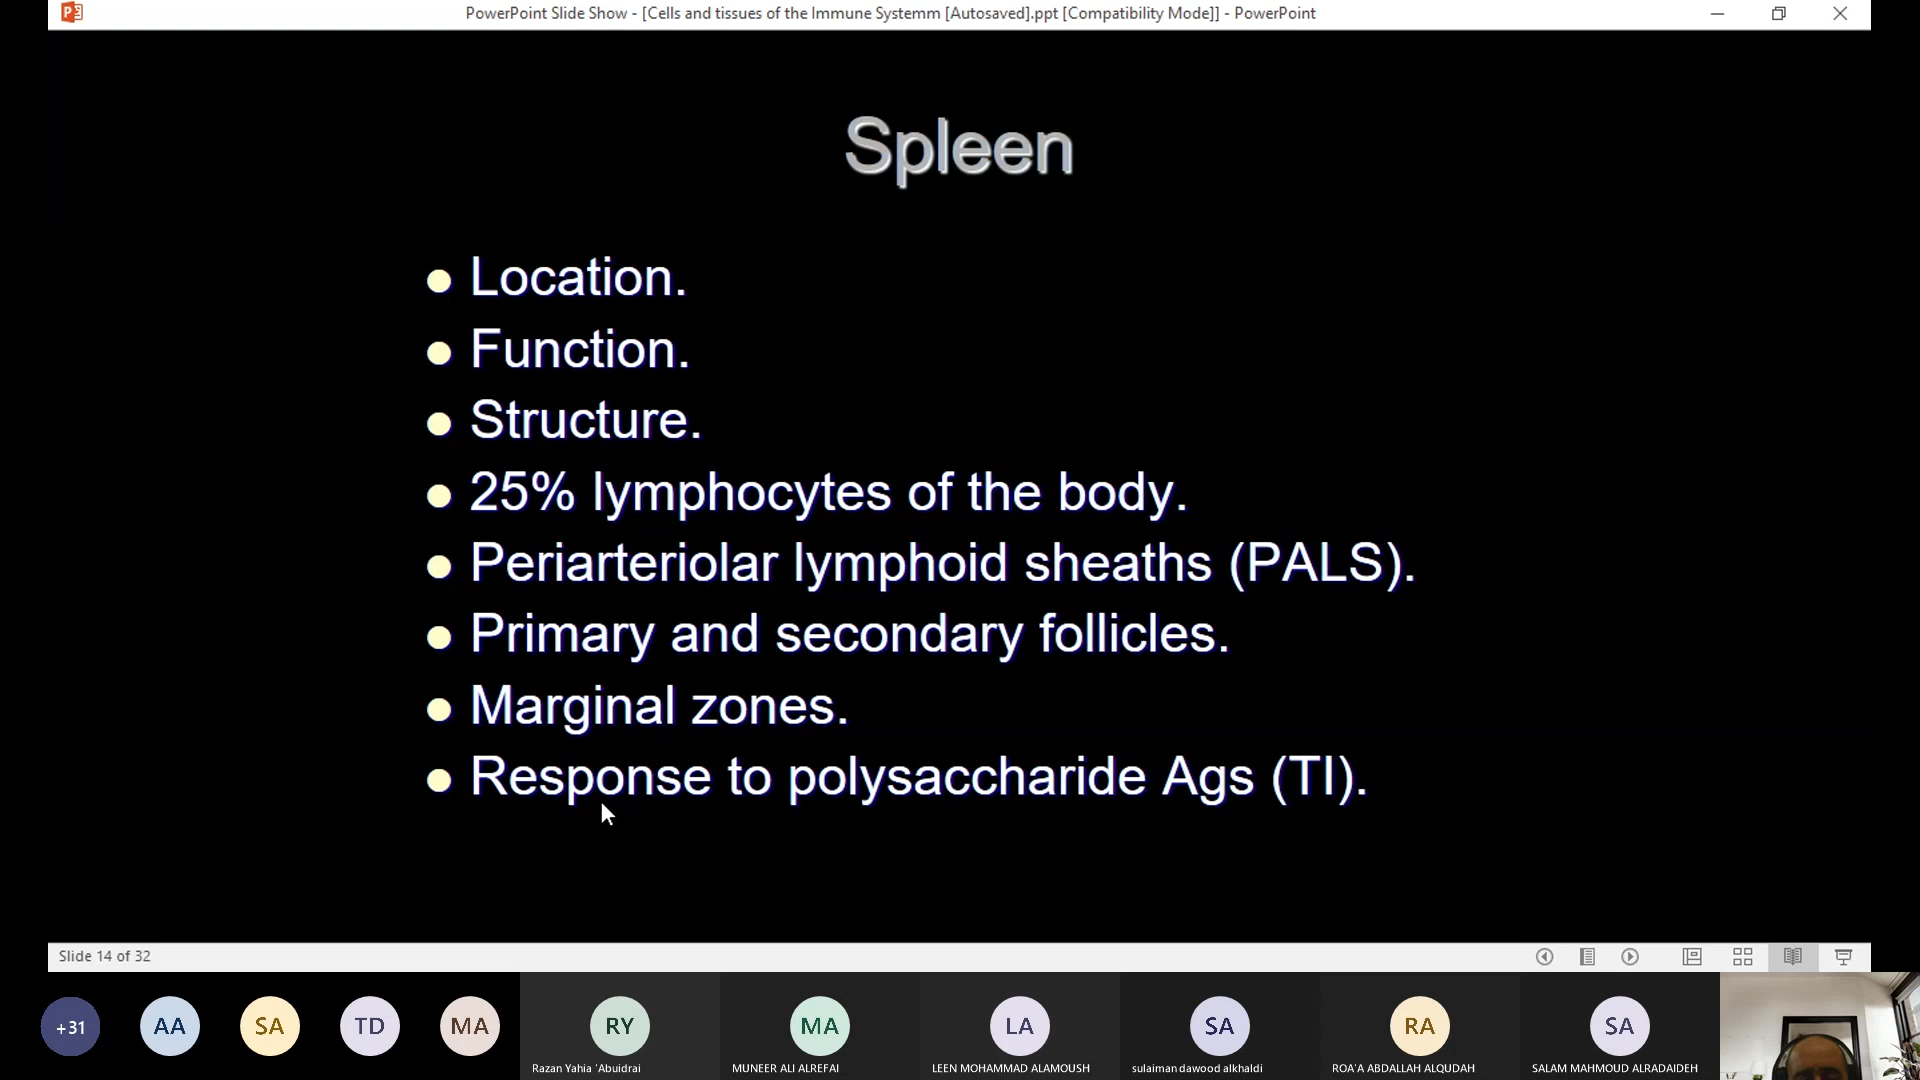 PowerPoint Slide Show - [Cells and tissues of the Immune Systemm [Autosaved].ppt [Compatibility Mode]] - PowerPoint
Spleen
Location.
Function.
Structure.
25% lymphocytes of the body.
Periarteriolar lymphoid sheaths (PALS).
Primary and secondary follicles.
Marginal zones.
Response to polysaccharide Ags (TI).
Slide 14 of 32
+31 AA SA TD MA RY MA LA SA RA SA
Razan Yahia 'Abuidrai MUNEER ALI ALREFAI LEEN MOHAMMAD ALAMOUSH sulaiman dawood alkhaldi ROA'A ABDALLAH ALQUDAH SALAM MAHMOUD ALRADAIDEH